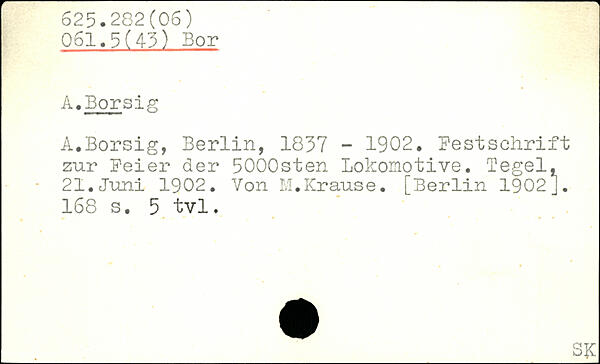 625.282(06)
061.5(43) Bor
A.Borsig
A.Borsig, Berlin, 1837 - 1902. Festschrift
zur Feier der 5000sten Lokomotive. Tegel,
21.Juni 1902. Von M.Krause. [Berlin 1902].
168 s. 5 tvl.
SK